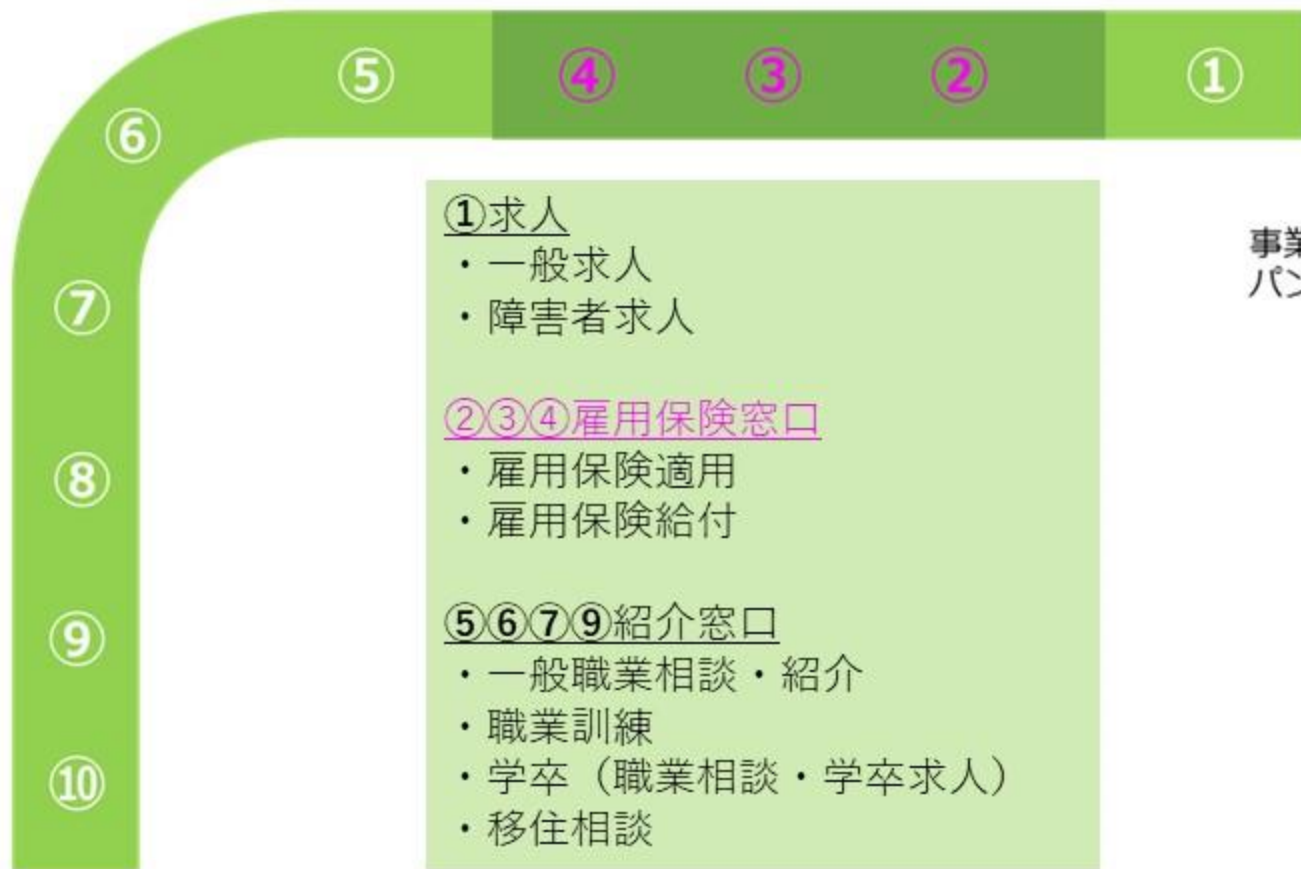 ⑤ ④ ③ ② ①
⑥
⑦
⑧
⑨
⑩
①求人
・一般求人
・障害者求人
②③④雇用保険窓口
・雇用保険適用
・雇用保険給付
⑤⑥⑦⑨紹介窓口
・一般職業相談・紹介
・職業訓練
・学卒（職業相談・学卒求人）
・移住相談
事業
パン